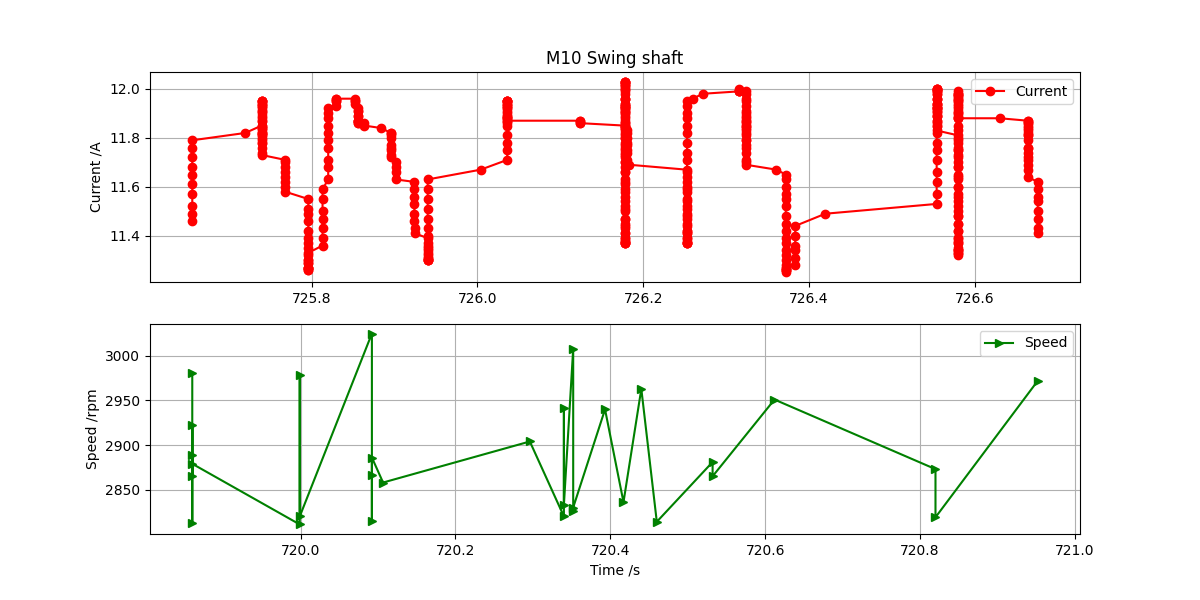 M10 Swing shaft
Current /A
12.0
11.8
11.6
11.4
Current
725.8 726.0 726.2 726.4 726.6
Speed /rpm
3000
2950
2900
2850
Speed
720.0 720.2 720.4 720.6 720.8 721.0
Time /s